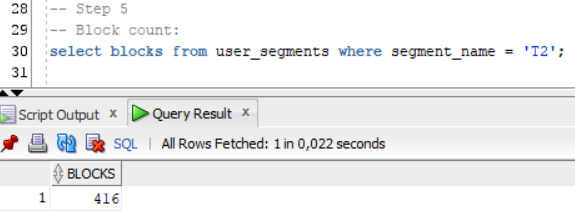 28 -- Step 5
29 -- Block count:
30 select blocks from user_segments where segment_name = 'T2';
31
Script Output x Query Result x
SQL | All Rows Fetched: 1 in 0,022 seconds
BLOCKS
1 416